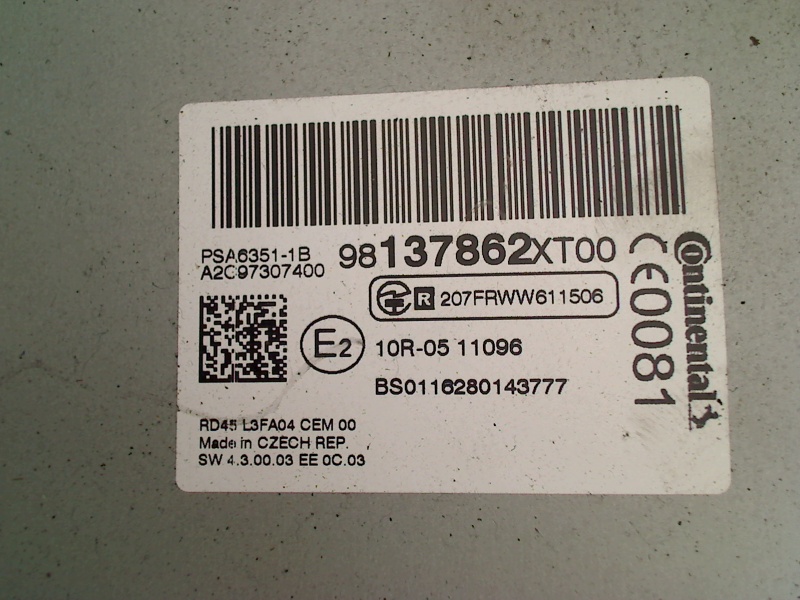 PSA6351-1B
A2C97307400
98137862XT00
R 207FRWW611506
E2
10R-05 11096
BS0116280143777
RD45 L3FA04 CEM 00
Made in CZECH REP.
SW 4.3.00.03 EE 0C.03
CE0081
Continental